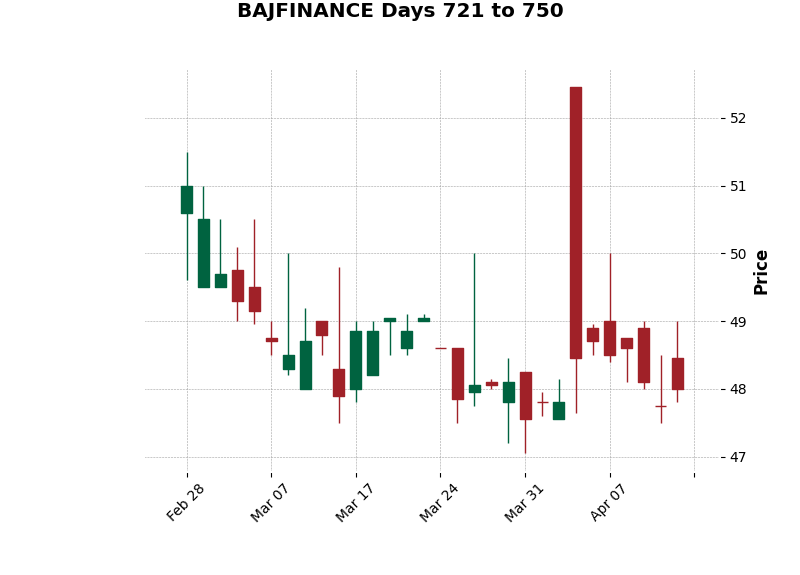 BAJFINANCE Days 721 to 750
52
51
50
49
48
47
Price
Feb 28
Mar 07
Mar 17
Mar 24
Mar 31
Apr 07